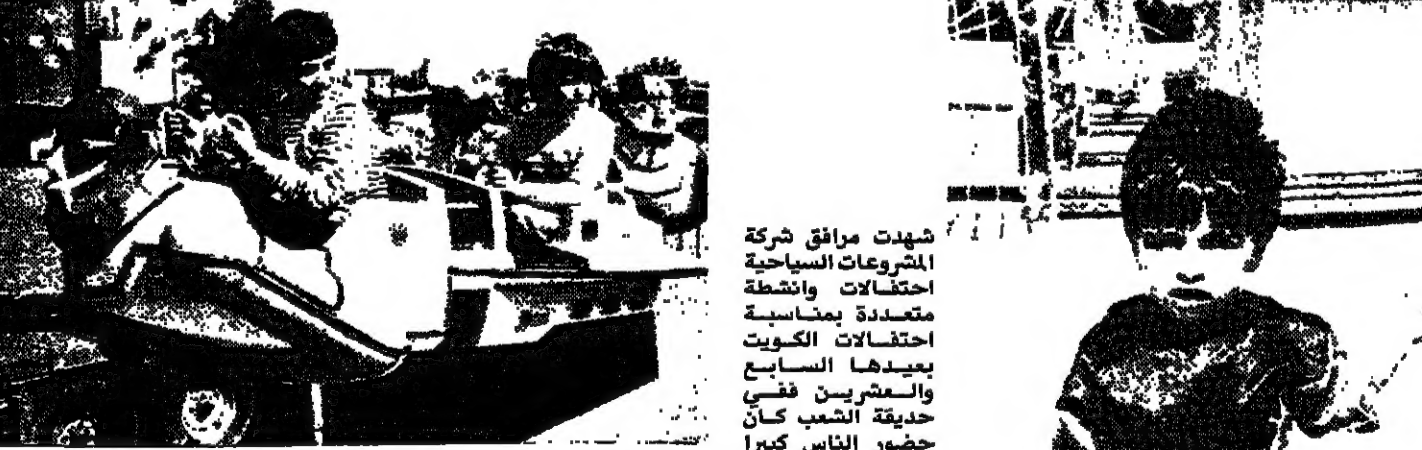 شهدت مرافق شركة
المشروعات السياحية
احتفالات وانشطة
متعددة بمناسبة
احتفالات الكويت
بعيدها السابع
والعشرين ففي
حديقة الشعب كان
حضور الناس كبيرا